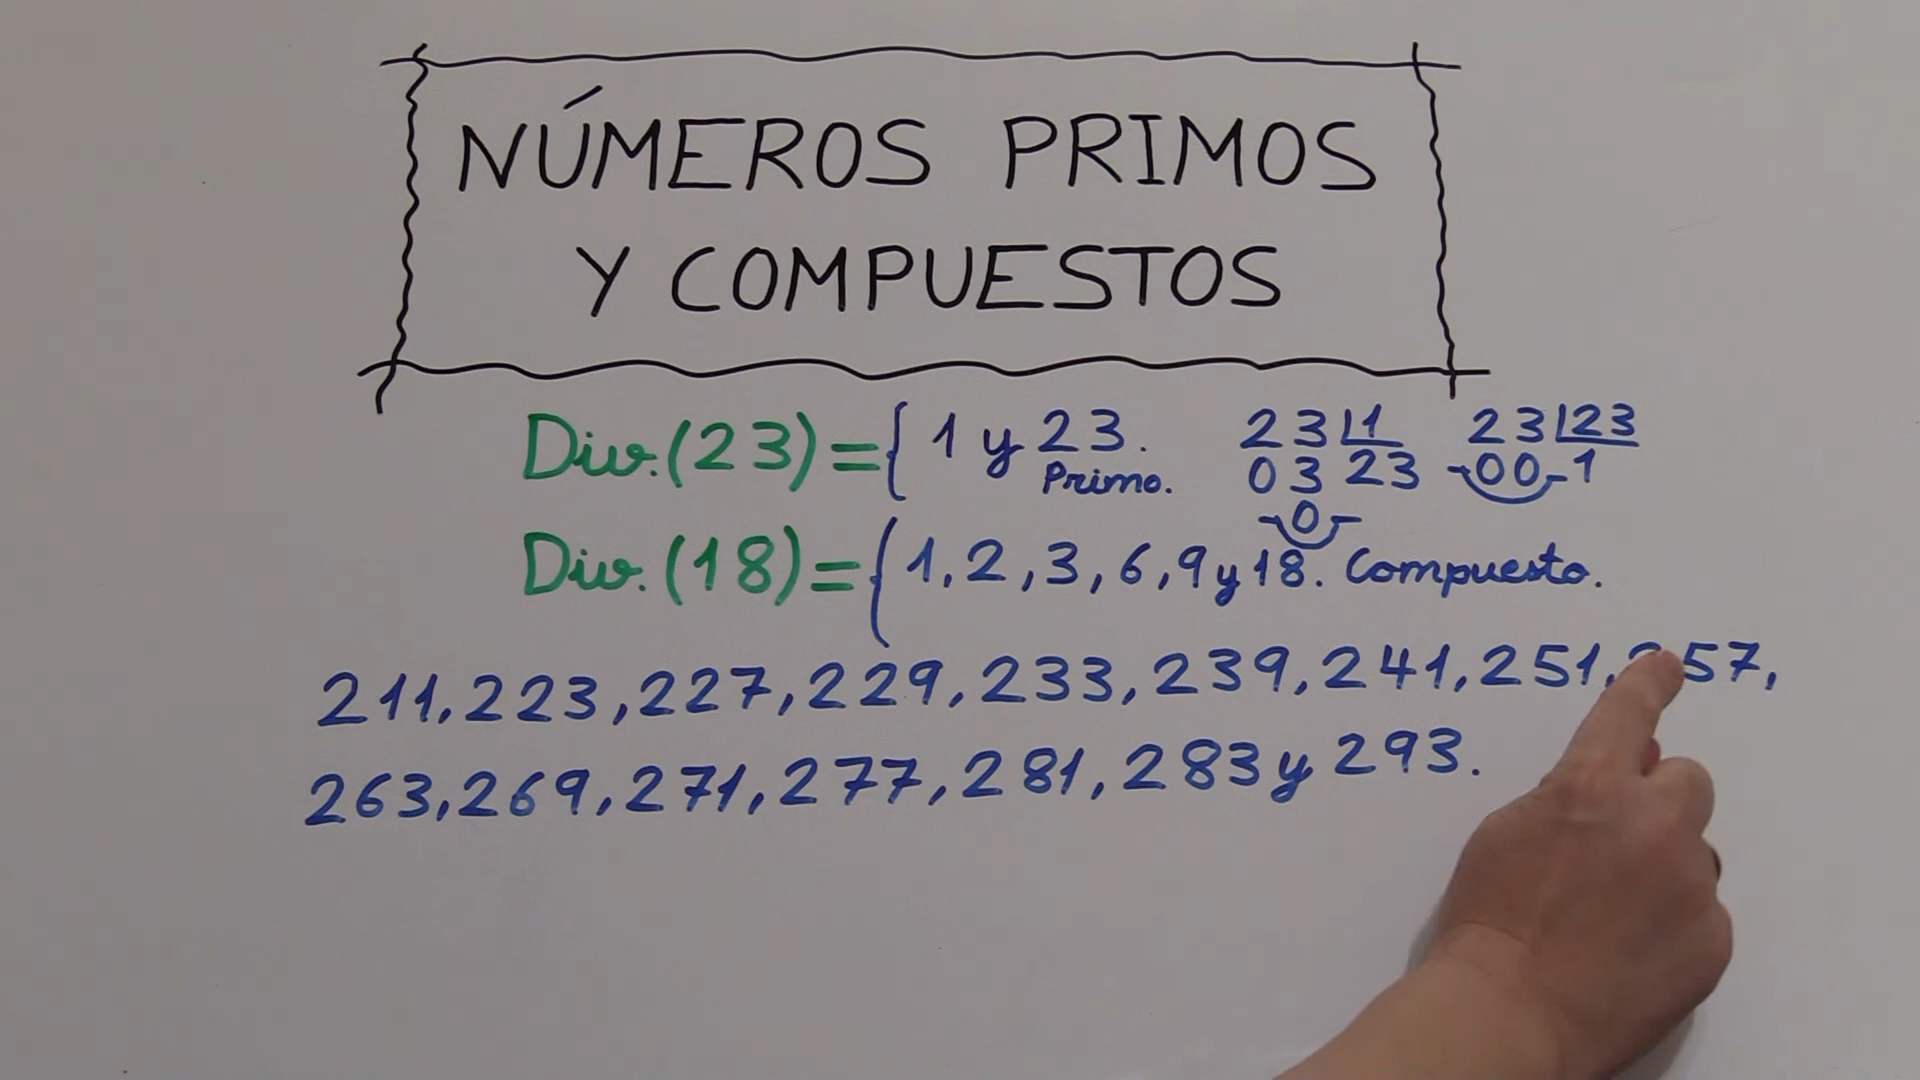 NÚMEROS PRIMOS
Y COMPUESTOS
Div.(23)={ 1 y 23. 23|1 23|23
Primo. 03 23 00 1
0
Div.(18)={ 1, 2, 3, 6, 9 y 18. Compuesto.
211, 223, 227, 229, 233, 239, 241, 251, 257,
263, 269, 271, 277, 281, 283 y 293.